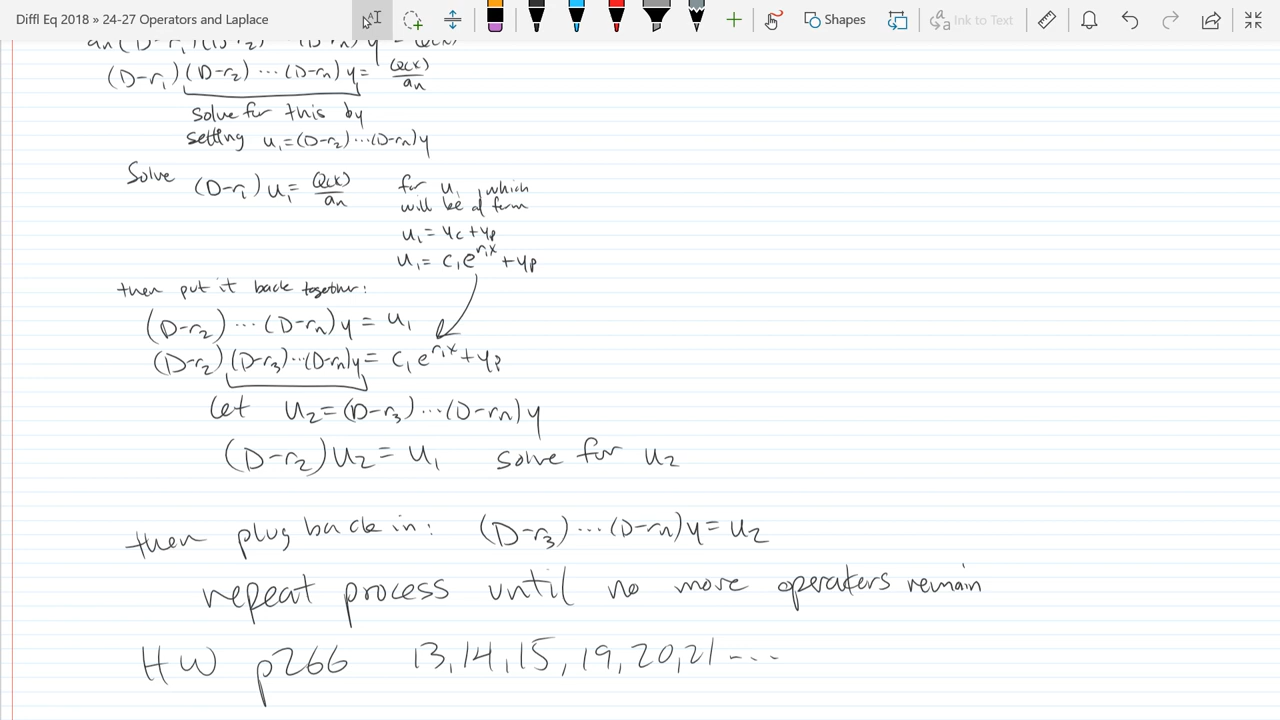 Diffl Eq 2018 » 24-27 Operators and Laplace
Shapes
Ink to Text
(D-r₁)(D-r₂)⋯(D-rn)y = Q(x)/an
solve for this by
setting u₁=(D-r₂)⋯(D-rn)y
Solve (D-r₁)u₁= Q(x)/an
for u₁ which
will be of form
u₁=yc+yp
u₁= c₁e^r₁x+yp
then put it back together:
(D-r₂)⋯(D-rn)y = u₁
(D-r₂)(D-r₃)⋯(D-rn)y= c₁e^r₁x+yp
let u₂=(D-r₃)⋯(D-rn)y
(D-r₂)u₂= u₁ solve for u₂
then plug back in: (D-r₃)⋯(D-rn)y=u₂
repeat process until no more operators remain
HW p266 13,14,15,19,20,21---